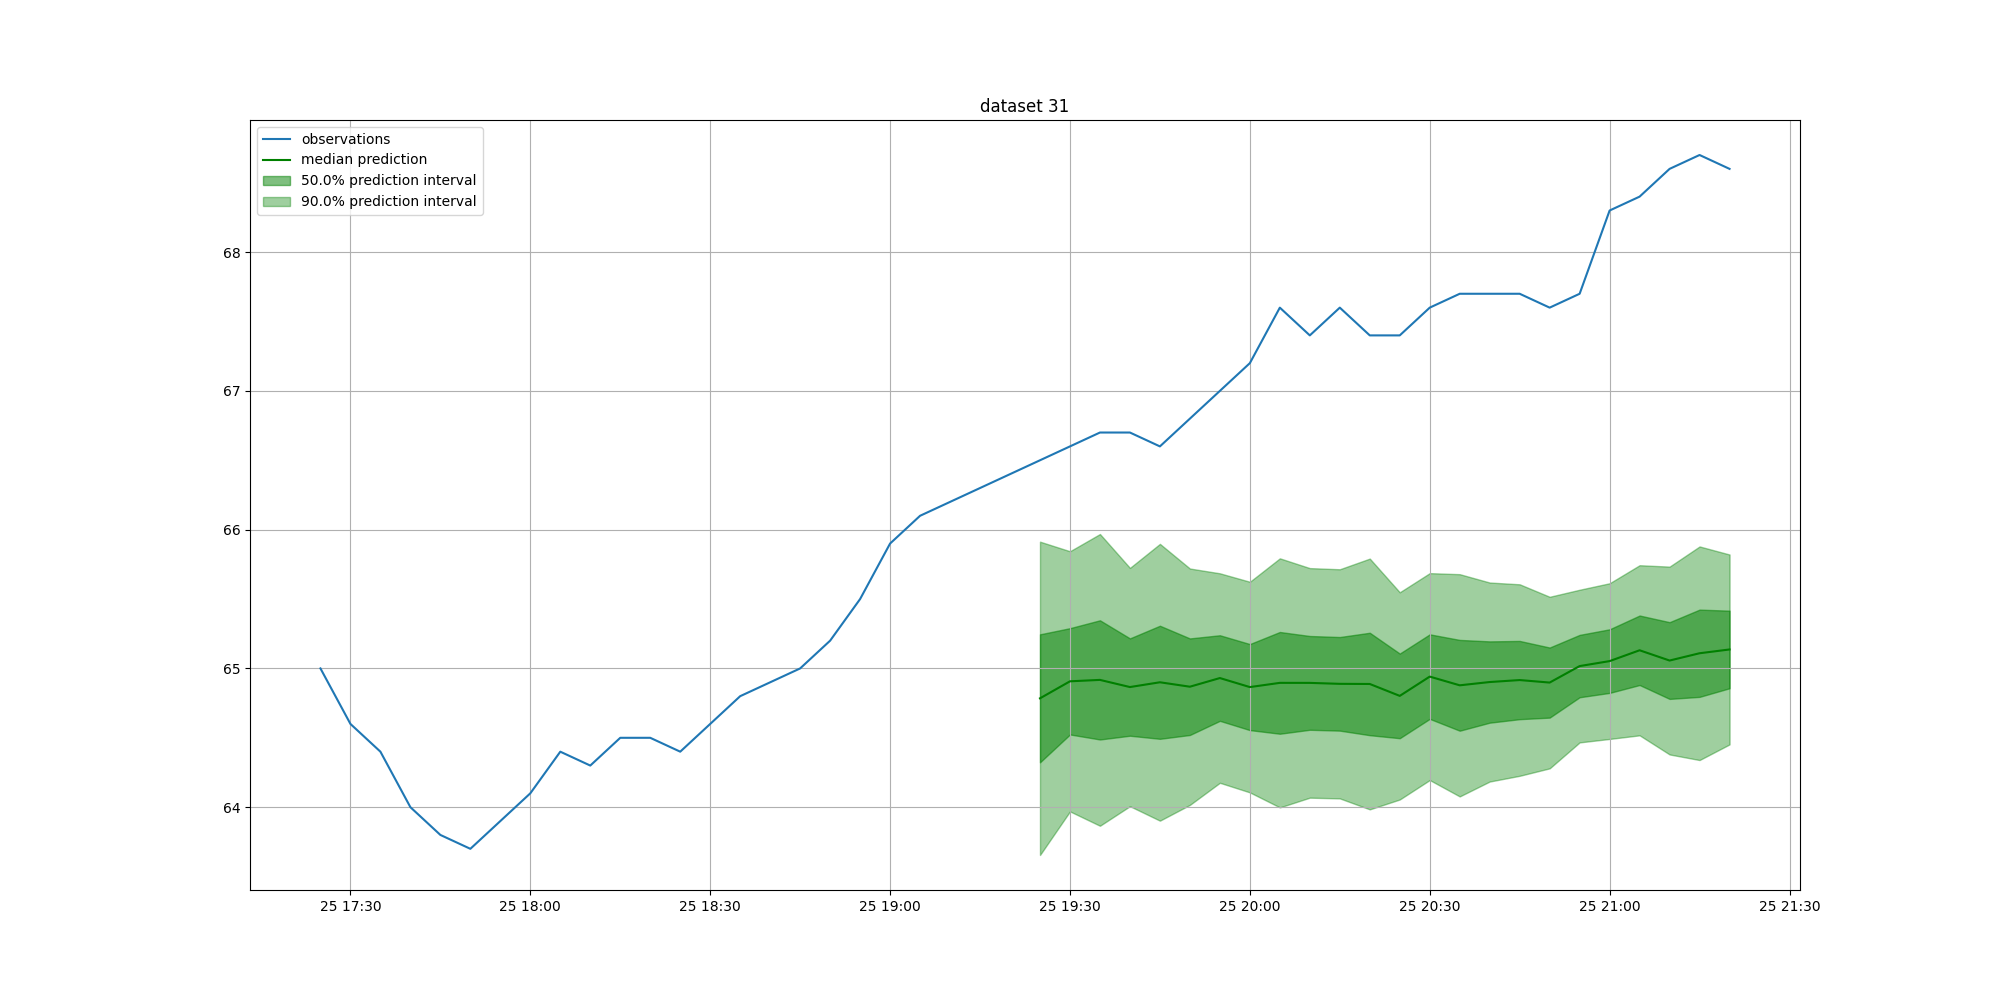 dataset 31
observations
median prediction
50.0% prediction interval
90.0% prediction interval
68
67
66
65
64
25 17:30 25 18:00 25 18:30 25 19:00 25 19:30 25 20:00 25 20:30 25 21:00 25 21:30